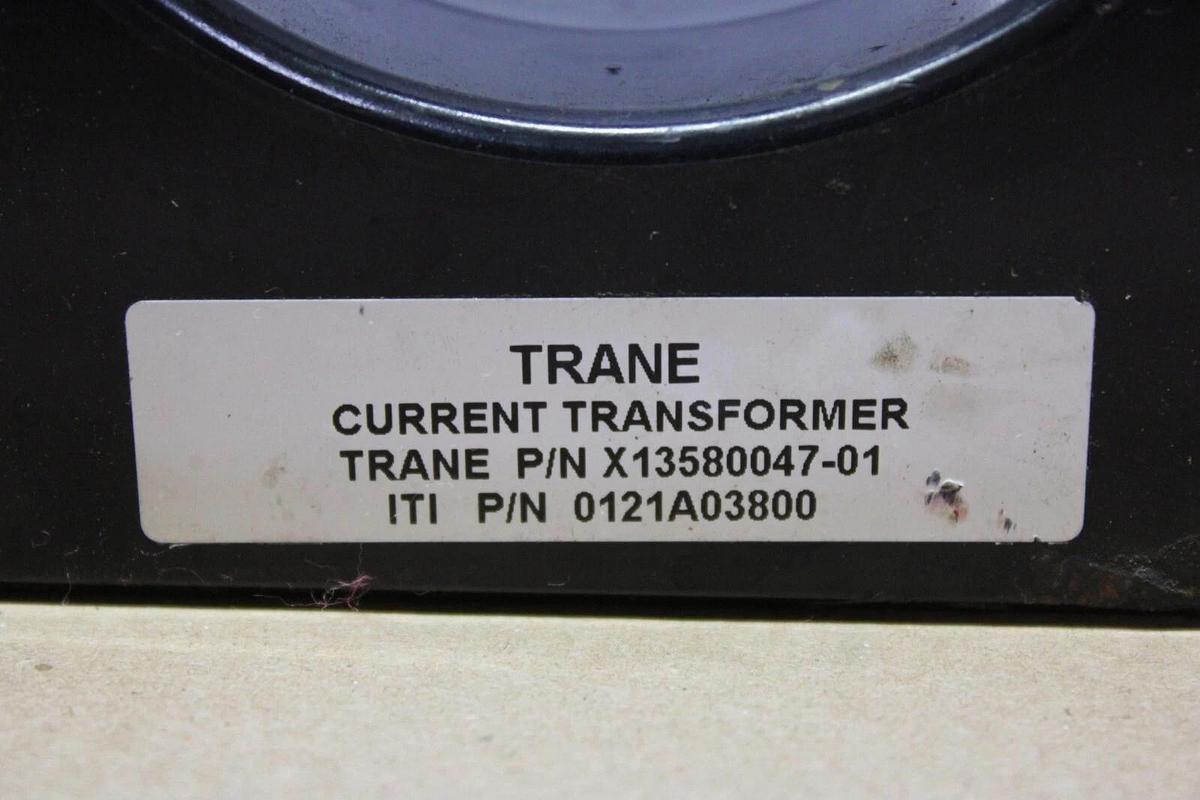 TRANE
CURRENT TRANSFORMER
TRANE P/N X13580047-01
ITI P/N 0121A03800